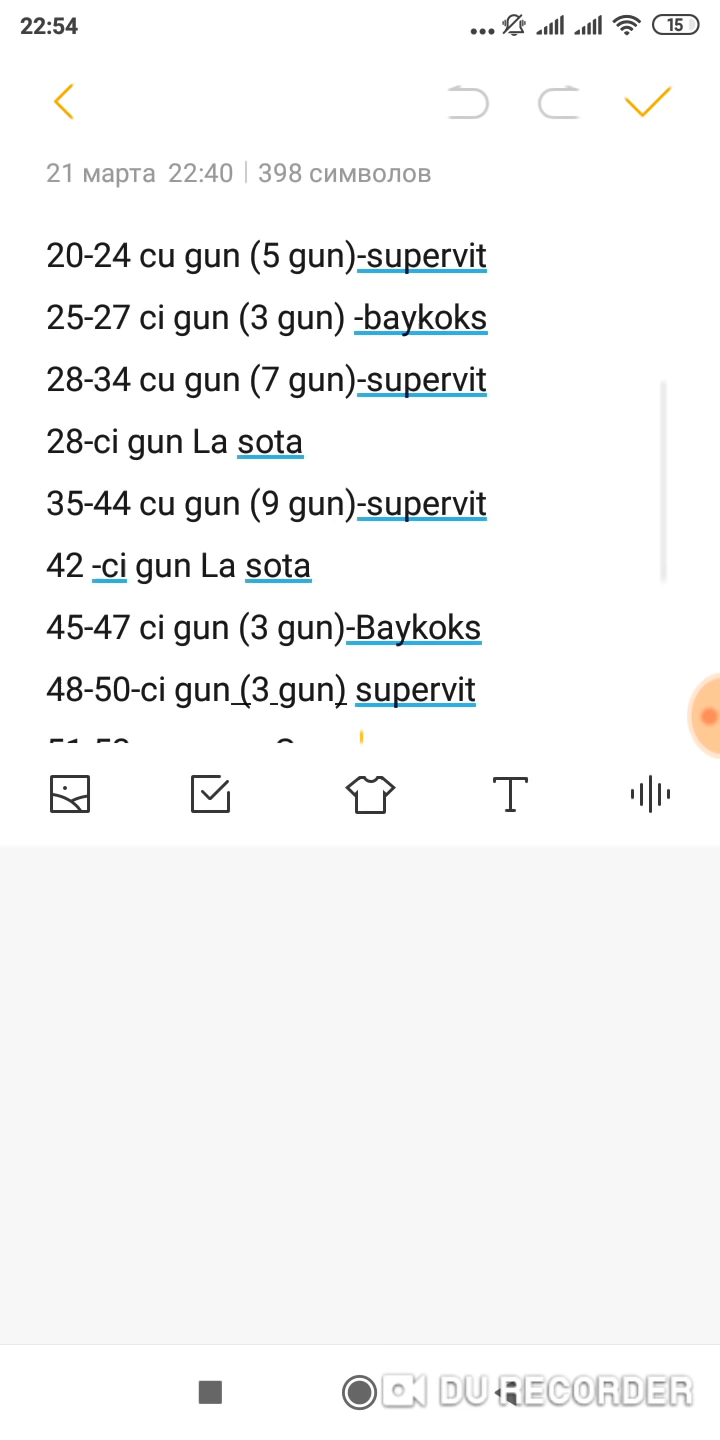 22:54
15
21 марта 22:40 | 398 символов
20-24 cu gun (5 gun)-supervit
25-27 ci gun (3 gun) -baykoks
28-34 cu gun (7 gun)-supervit
28-ci gun La sota
35-44 cu gun (9 gun)-supervit
42 -ci gun La sota
45-47 ci gun (3 gun)-Baykoks
48-50-ci gun (3 gun) supervit
DU RECORDER